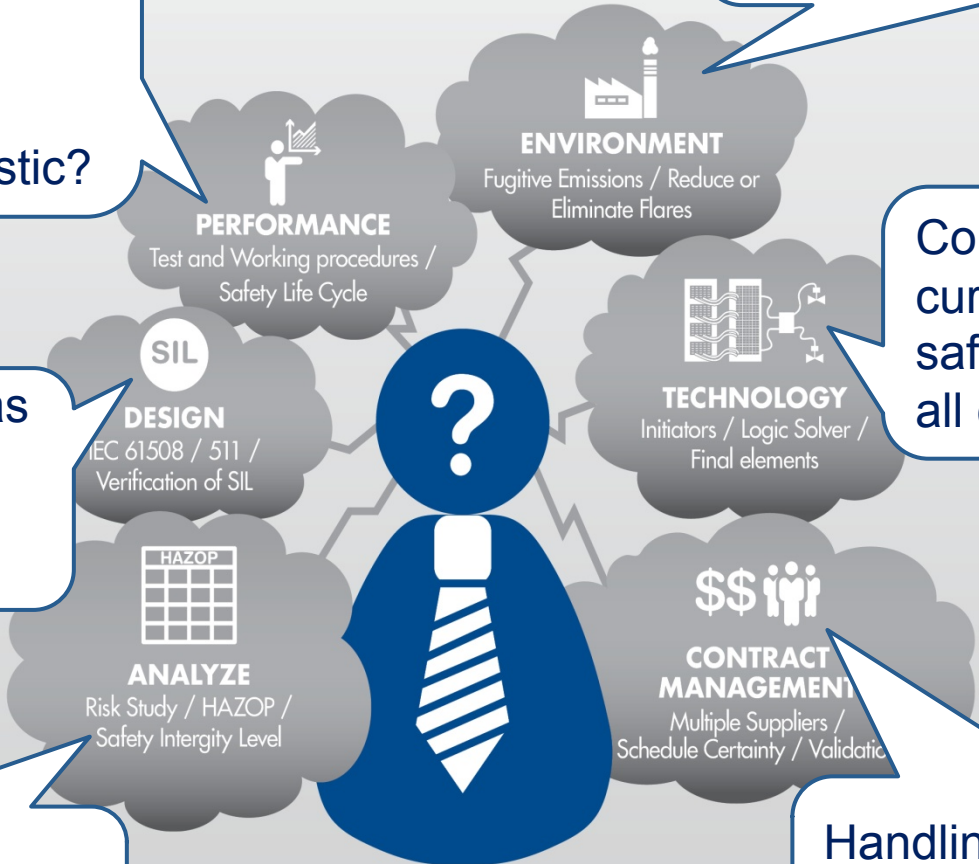 ENVIRONMENT
Fugitive Emissions / Reduce or
Eliminate Flares
stic?
PERFORMANCE
Test and Working procedures /
Safety Life Cycle
Co
cur
saf
all
TECHNOLOGY
Initiators / Logic Solver /
Final elements
SIL
DESIGN
IEC 61508 / 511 /
Verification of SIL
as
?
HAZOP
ANALYZE
Risk Study / HAZOP /
Safety Intergity Level
$$
CONTRACT
MANAGEMENT
Multiple Suppliers /
Schedule Certainty / Validatio
Handlin